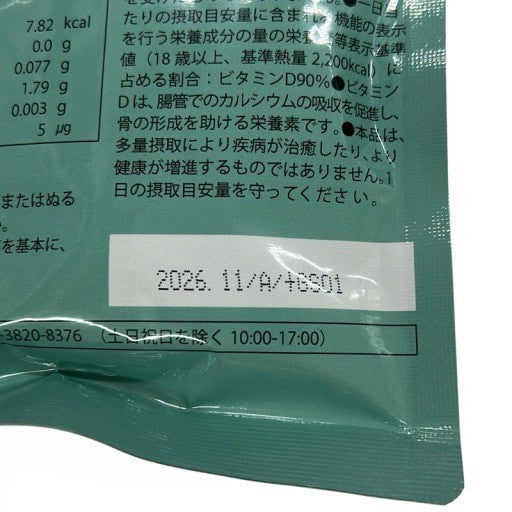 7.82 kcal
0.0 g
0.077 g
1.79 g
0.003 g
5 μg
一日当
たりの摂取目安量に含まれる機能の表示
を行う栄養成分の量の栄養素等表示基準
値(18歳以上、基準熱量2,200kcal)に
占める割合:ビタミンD90%●ビタミン
Dは、腸管でのカルシウムの吸収を促進し、
骨の形成を助ける栄養素です。●本品は、
多量摂取により疾病が治癒したり、より
健康が増進するものではありません。1
日の摂取目安量を守ってください。
またはぬる
を基本に、
2026. 11/A/+GS01
-3820-8376 (土日祝日を除く 10:00-17:00)